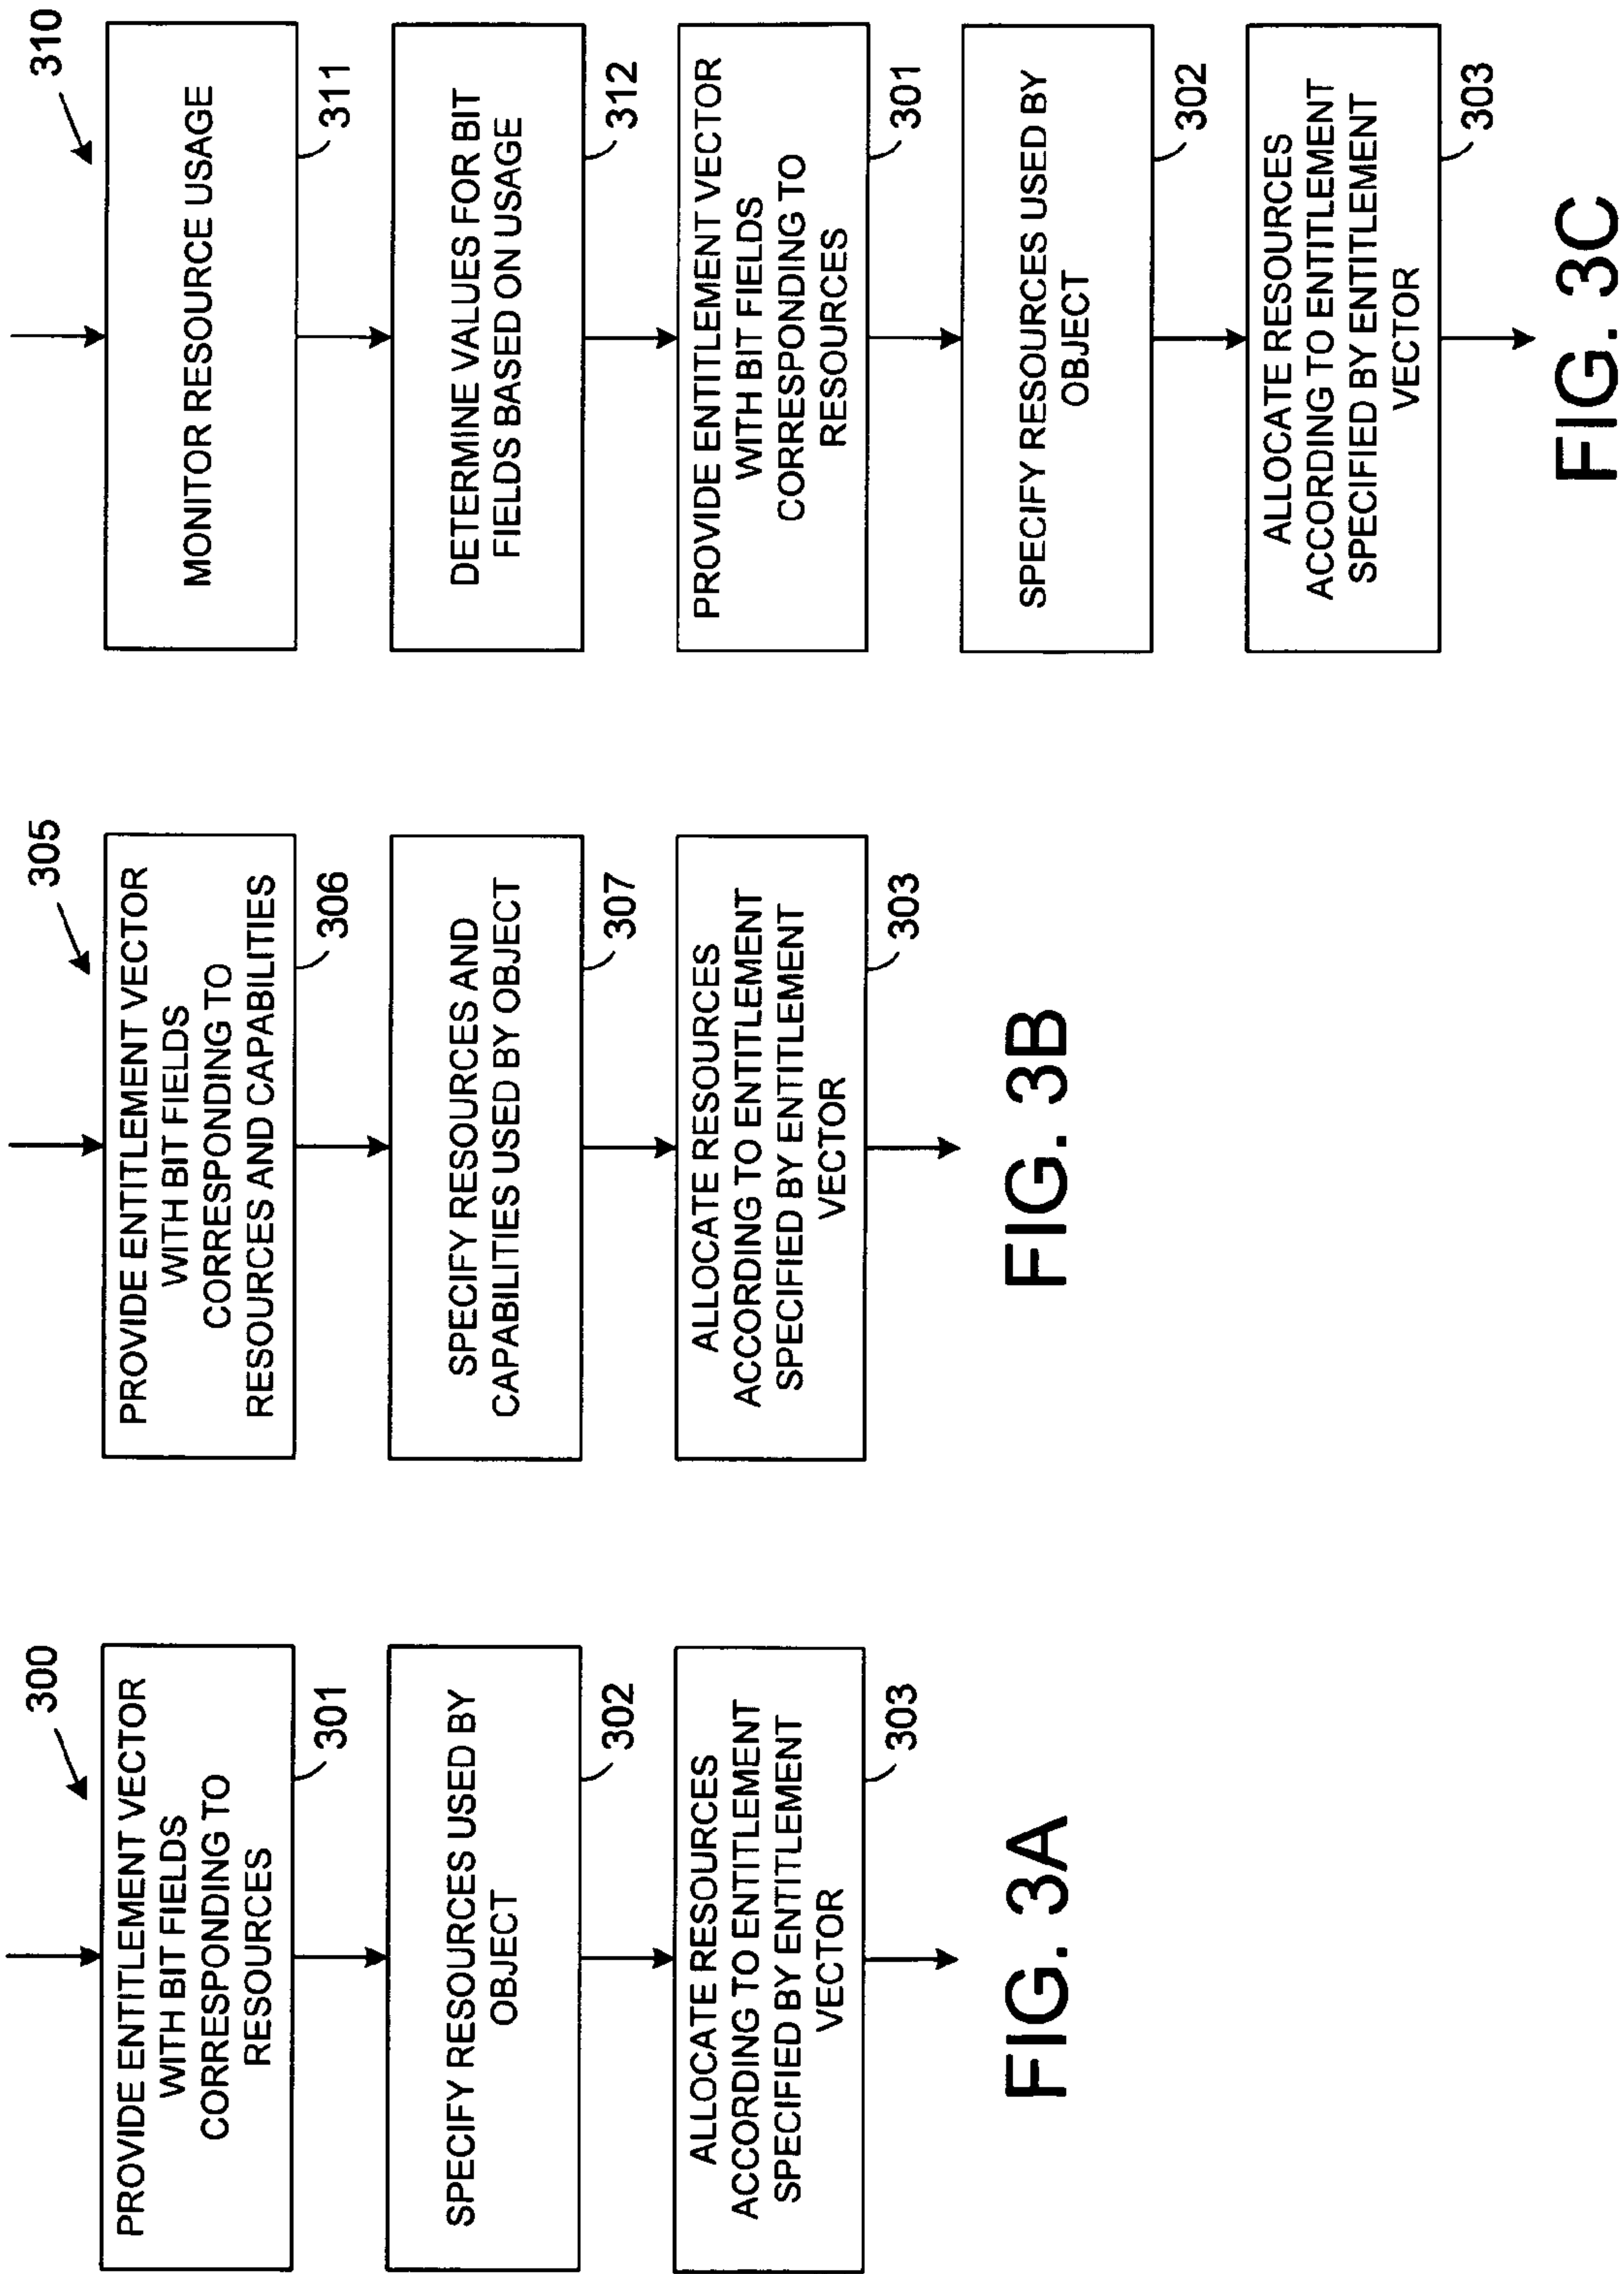 300
PROVIDE ENTITLEMENT VECTOR
WITH BIT FIELDS
CORRESPONDING TO
RESOURCES
301
SPECIFY RESOURCES USED BY
OBJECT
302
ALLOCATE RESOURCES
ACCORDING TO ENTITLEMENT
SPECIFIED BY ENTITLEMENT
VECTOR
303
FIG. 3A
305
PROVIDE ENTITLEMENT VECTOR
WITH BIT FIELDS
CORRESPONDING TO
RESOURCES AND CAPABILITIES
306
SPECIFY RESOURCES AND
CAPABILITIES USED BY OBJECT
307
ALLOCATE RESOURCES
ACCORDING TO ENTITLEMENT
SPECIFIED BY ENTITLEMENT
VECTOR
303
FIG. 3B
310
MONITOR RESOURCE USAGE
311
DETERMINE VALUES FOR BIT
FIELDS BASED ON USAGE
312
PROVIDE ENTITLEMENT VECTOR
WITH BIT FIELDS
CORRESPONDING TO
RESOURCES
301
SPECIFY RESOURCES USED BY
OBJECT
302
ALLOCATE RESOURCES
ACCORDING TO ENTITLEMENT
SPECIFIED BY ENTITLEMENT
VECTOR
303
FIG. 3C